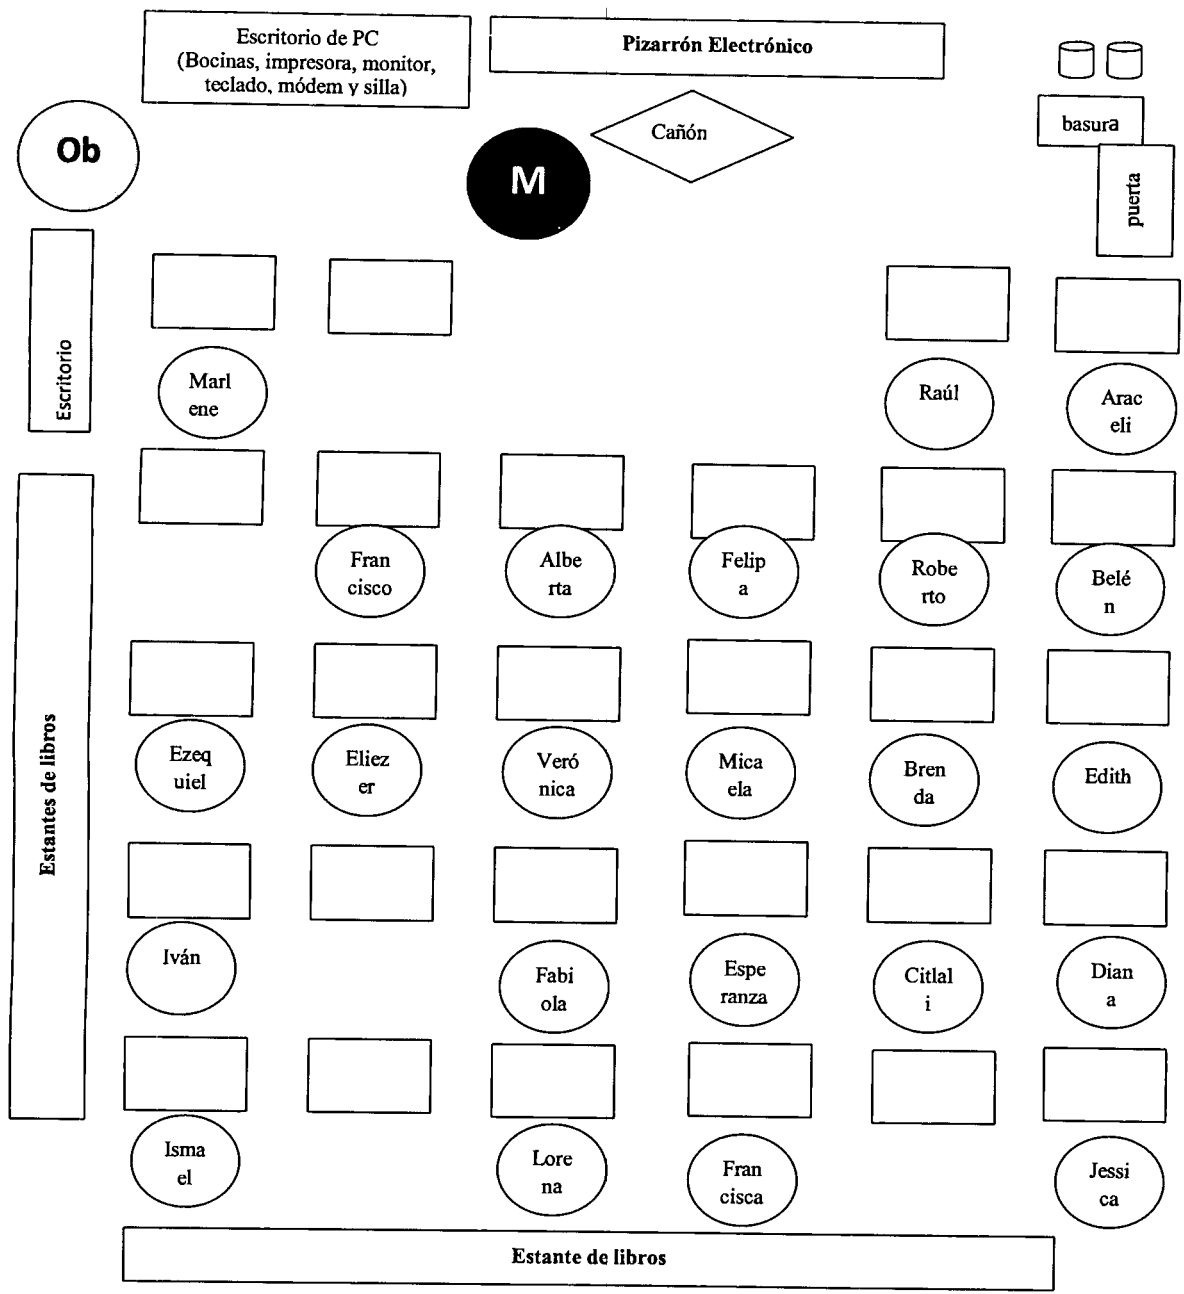 Escritorio de PC
(Bocinas, impresora, monitor,
teclado, módem y silla)
Pizarrón Electrónico
Cañón
basura
puerta
Ob
M
Escritorio
Marl
ene
Raúl
Arac
eli
Fran
cisco
Albe
rta
Felip
a
Robe
rto
Belé
n
Estantes de libros
Ezeq
uiel
Eliez
er
Veró
nica
Mica
ela
Bren
da
Edith
Iván
Fabi
ola
Espe
ranza
Citlal
i
Dian
a
Isma
el
Lore
na
Fran
cisca
Jessi
ca
Estante de libros